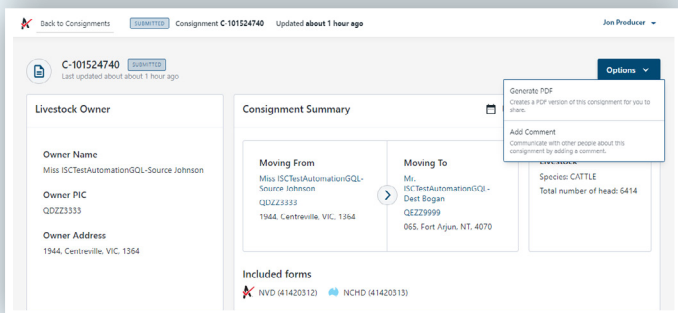 Back to Consignments SUBMITTED Consignment C-101524740 Updated about 1 hour ago Jon Producer
C-101524740 SUBMITTED
Last updated about about 1 hour ago
Options
Generate PDF
Creates a PDF version of this consignment for you to
share.
Add Comment
Communicate with other people about this
consignment by adding a comment.
Livestock Owner
Owner Name
Miss ISCTestAutomationGQL-Source Johnson
Owner PIC
QDZZ3333
Owner Address
1944, Centreville, VIC, 1364
Consignment Summary
Moving From
Miss ISCTestAutomationGQL-
Source Johnson
QDZZ3333
1944, Centreville, VIC, 1364
Moving To
Mr.
ISCTestAutomationGQL-
Dest Bogan
QEZZ9999
065, Fort Arjun, NT, 4070
Livestock
Species: CATTLE
Total number of head: 6414
Included forms
NVD (41420312) NCHD (41420313)